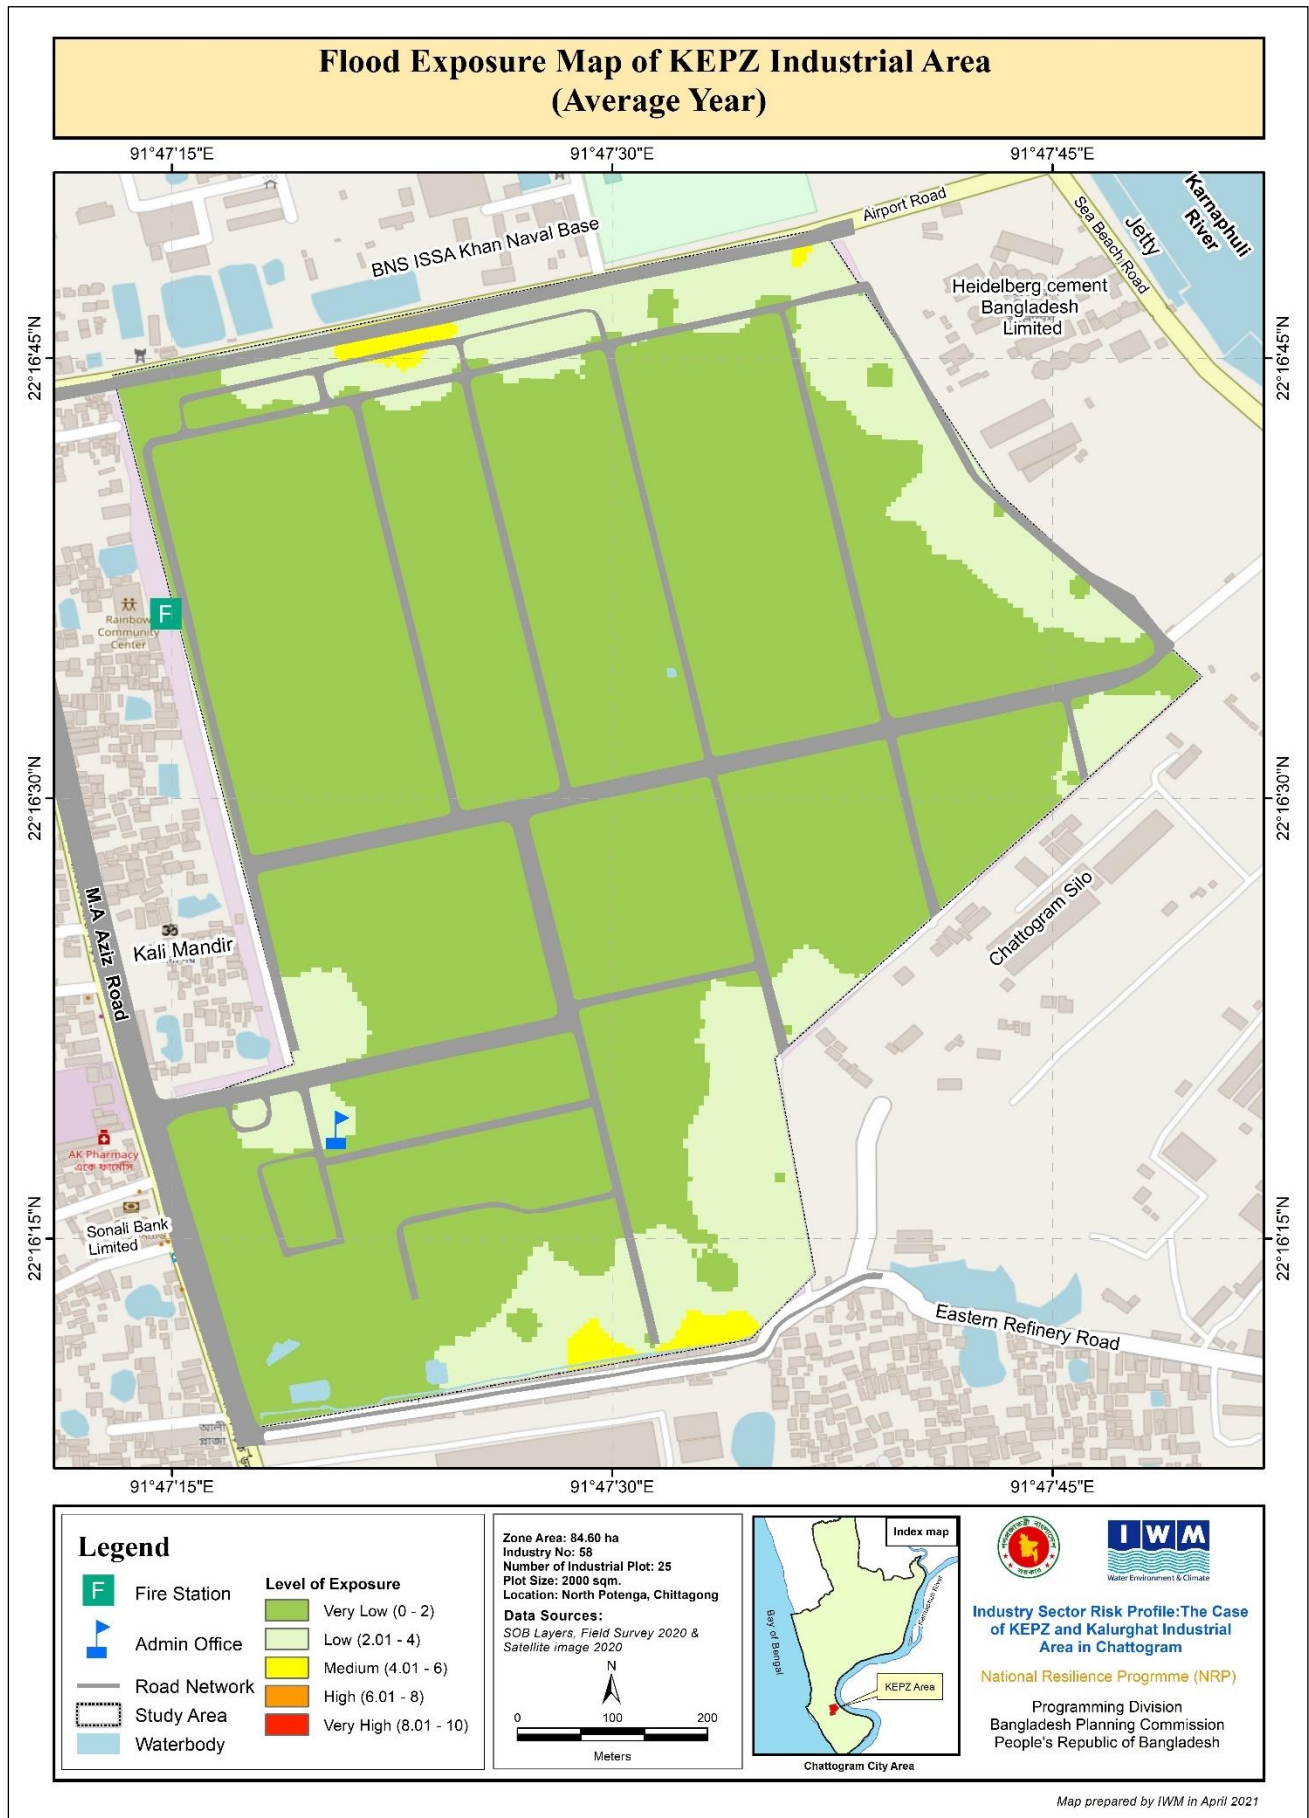 Flood Exposure Map of KEPZ Industrial Area
(Average Year)
91°47'15"E
91°47'30"E
91°47'45"E
Karnaphuli
River
Jetty
Airport Road
Sea Beach Road
BNS ISSA Khan Naval Base
Heidelberg cement
Bangladesh
Limited
22°16'45"N
22°16'45"N
F
Rainbow
Community
Center
22°16'30"N
22°16'30"N
M.A Aziz Road
Kali Mandir
Chattogram Silo
AK Pharmacy
একে ফার্মেসি
Sonali Bank
Limited
22°16'15"N
22°16'15"N
Eastern Refinery Road
91°47'15"E
91°47'30"E
91°47'45"E
Legend
F
Fire Station
Admin Office
Road Network
Study Area
Waterbody
Level of Exposure
Very Low (0 - 2)
Low (2.01 - 4)
Medium (4.01 - 6)
High (6.01 - 8)
Very High (8.01 - 10)
Zone Area: 84.60 ha
Industry No: 58
Number of Industrial Plot: 25
Plot Size: 2000 sqm.
Location: North Potenga, Chittagong
Data Sources:
SOB Layers, Field Survey 2020 &
Satellite image 2020
N
0 100 200
Meters
Index map
Karnaphuli River
Bay of Bengal
KEPZ Area
Chattogram City Area
IWM
Water Environment & Climate
Industry Sector Risk Profile:The Case
of KEPZ and Kalurghat Industrial
Area in Chattogram
National Resilience Progrmme (NRP)
Programming Division
Bangladesh Planning Commission
People's Republic of Bangladesh
Map prepared by IWM in April 2021